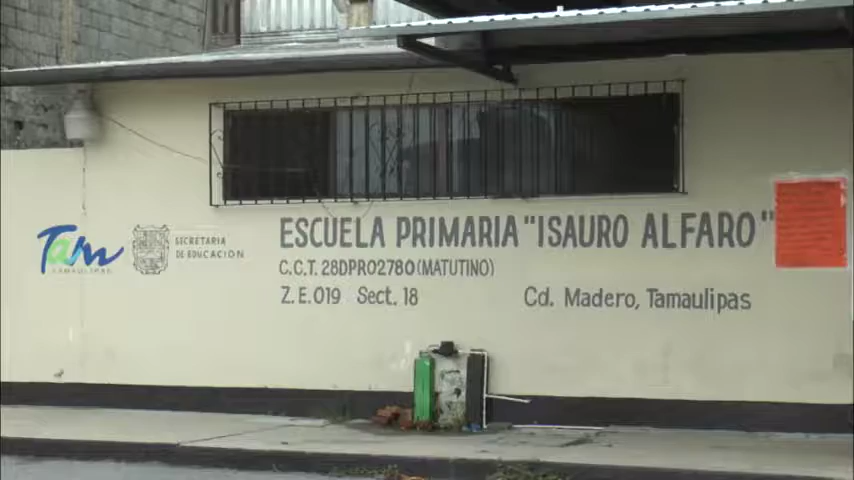 ESCUELA PRIMARIA "ISAURO ALFARO"
Tam
TAMAULIPAS
SECRETARIA
DE EDUCACION
C.C.T. 28DPR0278O(MATUTINO)
Z.E.019 Sect. 18
Cd. Madero, Tamaulipas